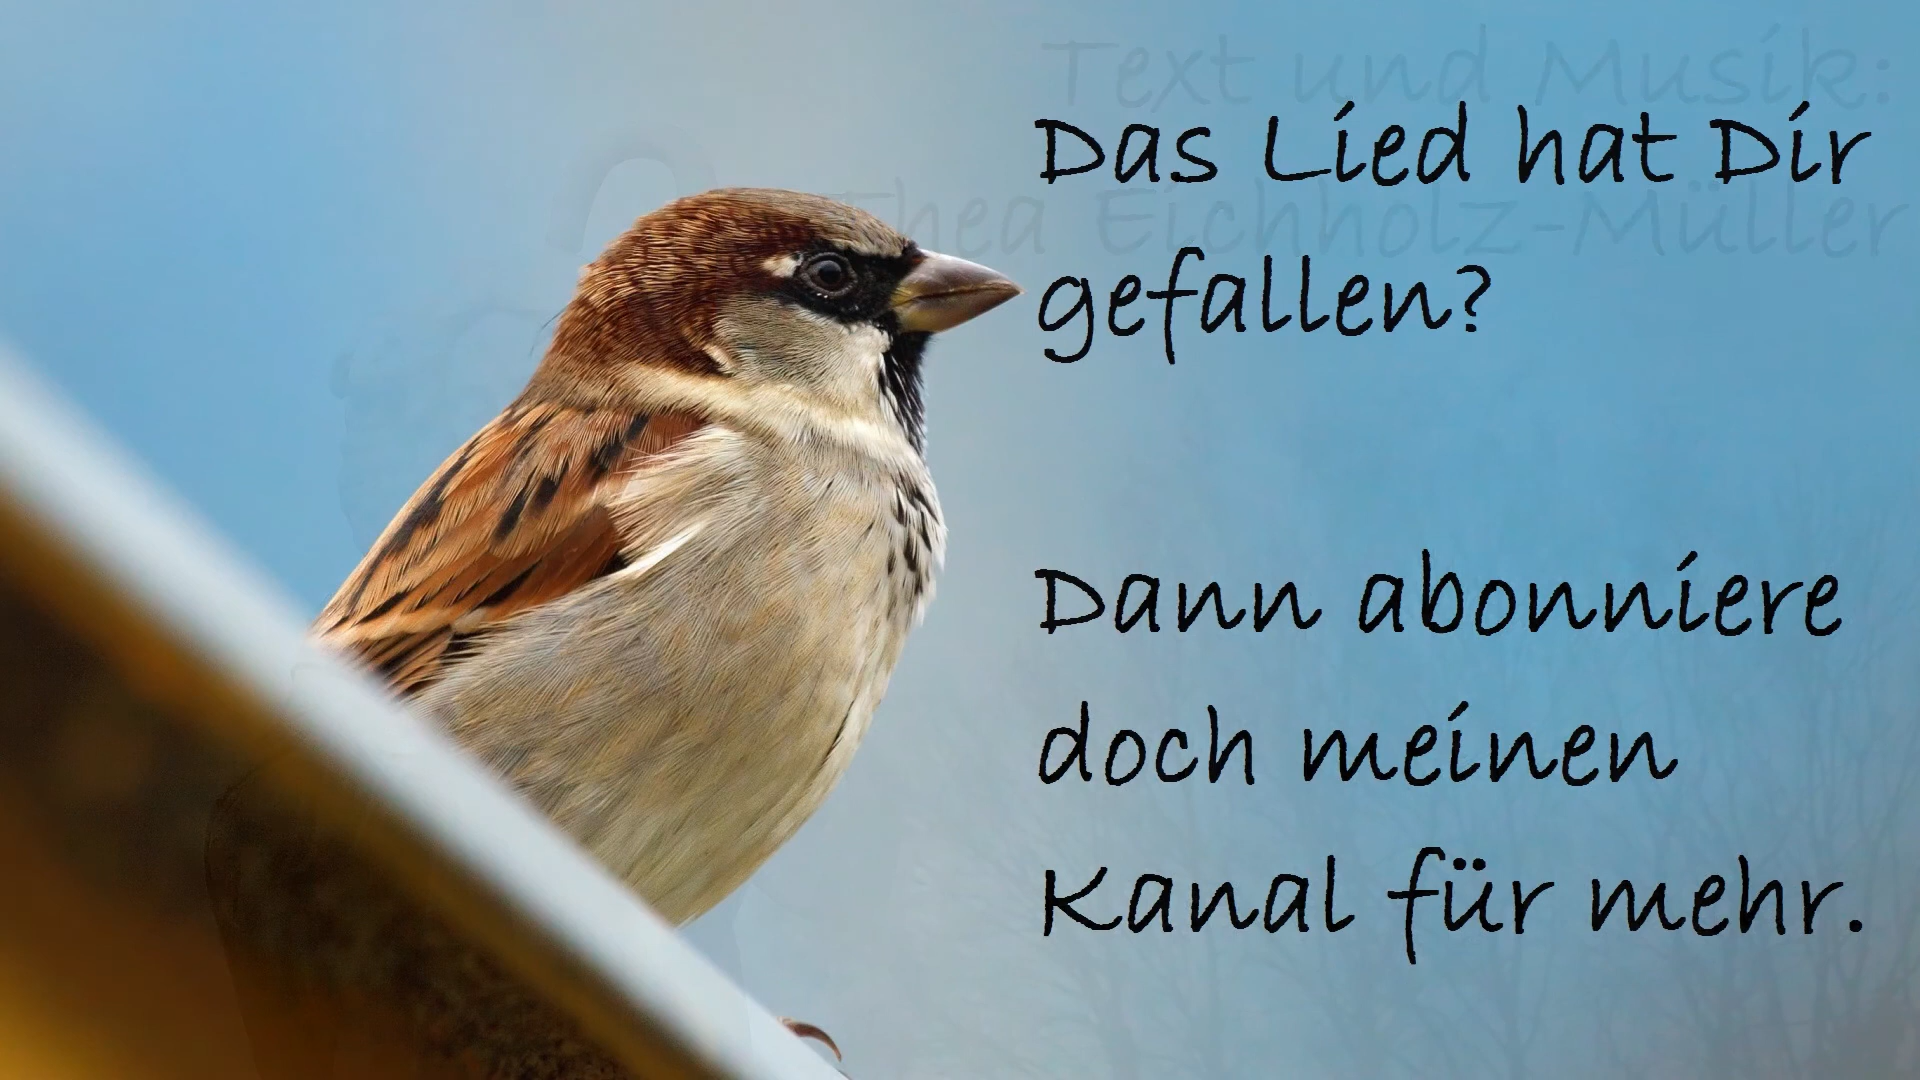 Text und Musik:
Das Lied hat Dir
Thea Eichholz-Müller
gefallen?
Dann abonniere
doch meinen
Kanal für mehr.